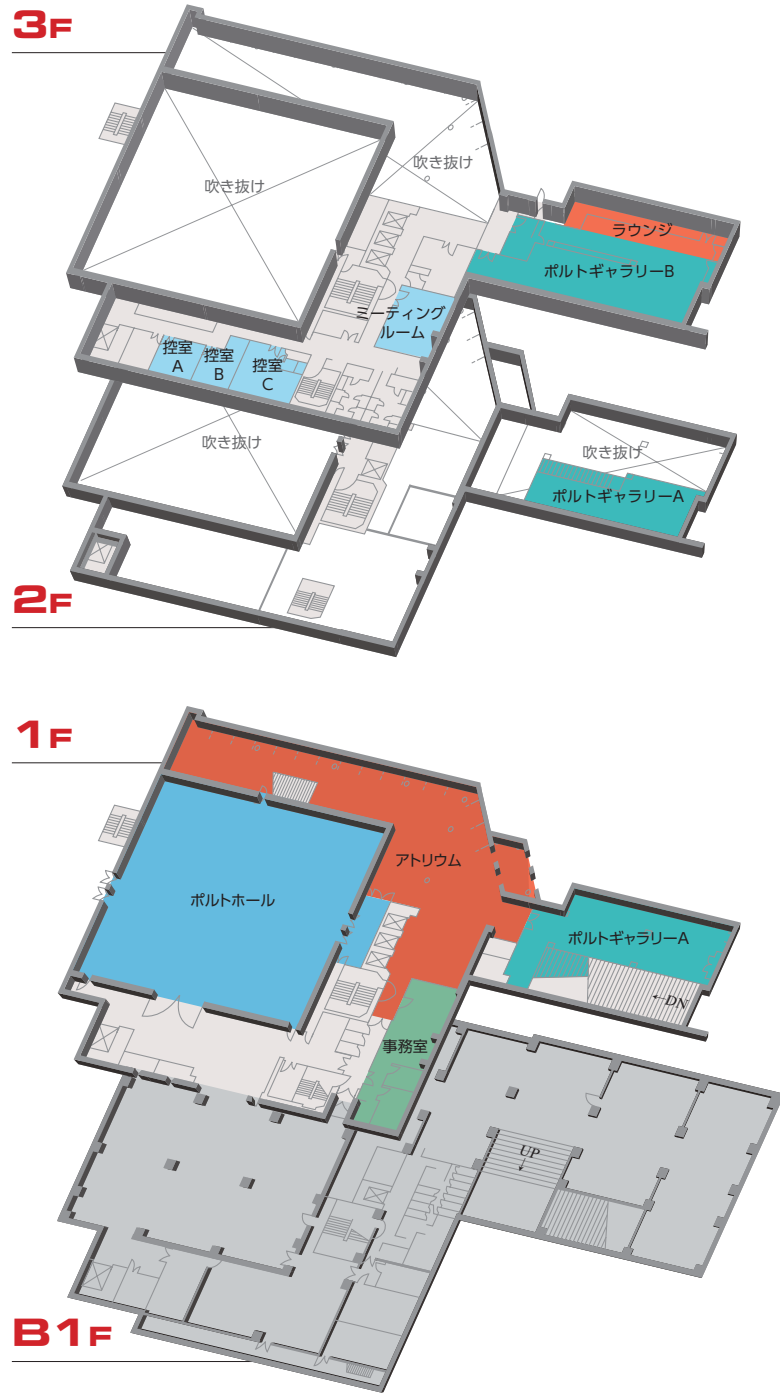 3F
吹き抜け
吹き抜け
ラウンジ
ポルトギャラリーB
ミーティング
ルーム
控室
A
控室
B
控室
C
吹き抜け
吹き抜け
ポルトギャラリーA
2F
1F
アトリウム
ポルトホール
ポルトギャラリーA
←DN
事務室
UP
↓
B1F